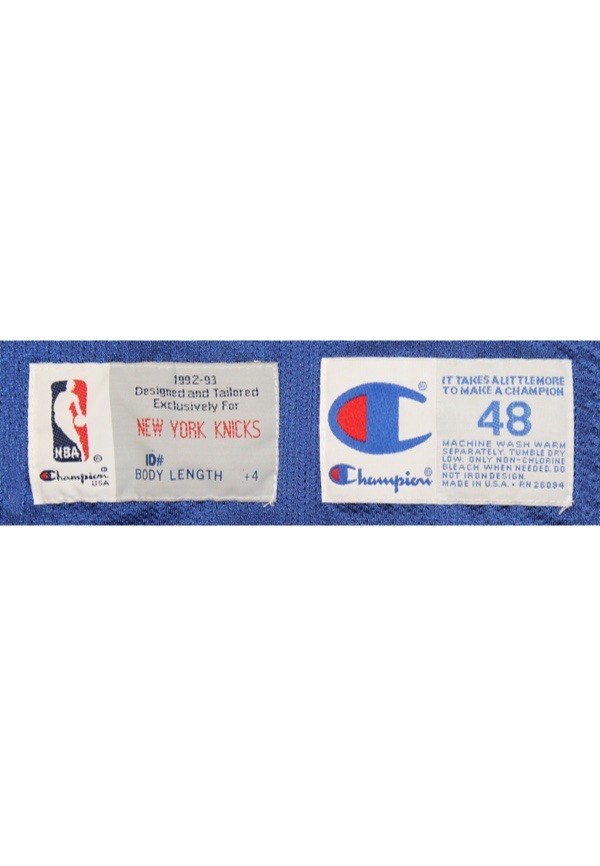 1992-93
Designed and Tailored
Exclusively For
NEW YORK KNICKS
ID#
BODY LENGTH +4
NBA ®
Champion ®
USA
®
Champion
IT TAKES A LITTLE MORE
TO MAKE A CHAMPION
48
MACHINE WASH WARM
SEPARATELY. TUMBLE DRY
LOW. ONLY NON-CHLORINE
BLEACH WHEN NEEDED. DO
NOT IRON DESIGN.
MADE IN U.S.A. • RN 26094